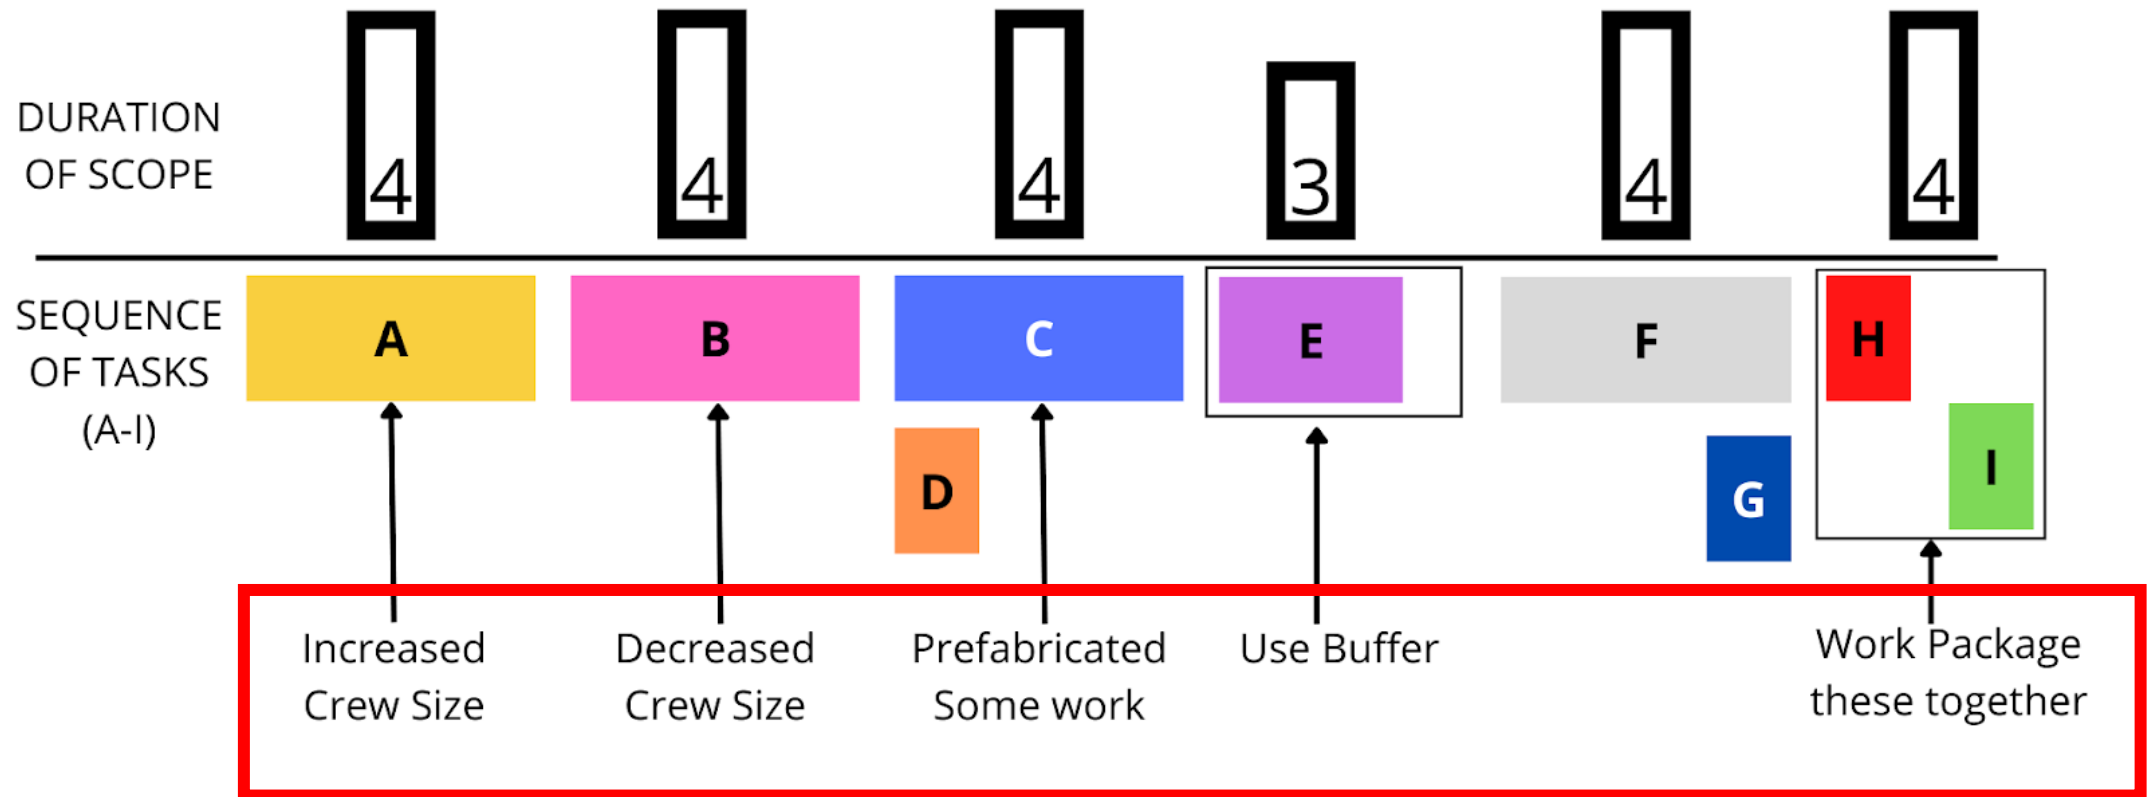 4 4 4 3 4 4
DURATION
OF SCOPE
SEQUENCE
OF TASKS
(A-I)
A B C E F H
D G I
Increased
Crew Size
Decreased
Crew Size
Prefabricated
Some work
Use Buffer
Work Package
these together